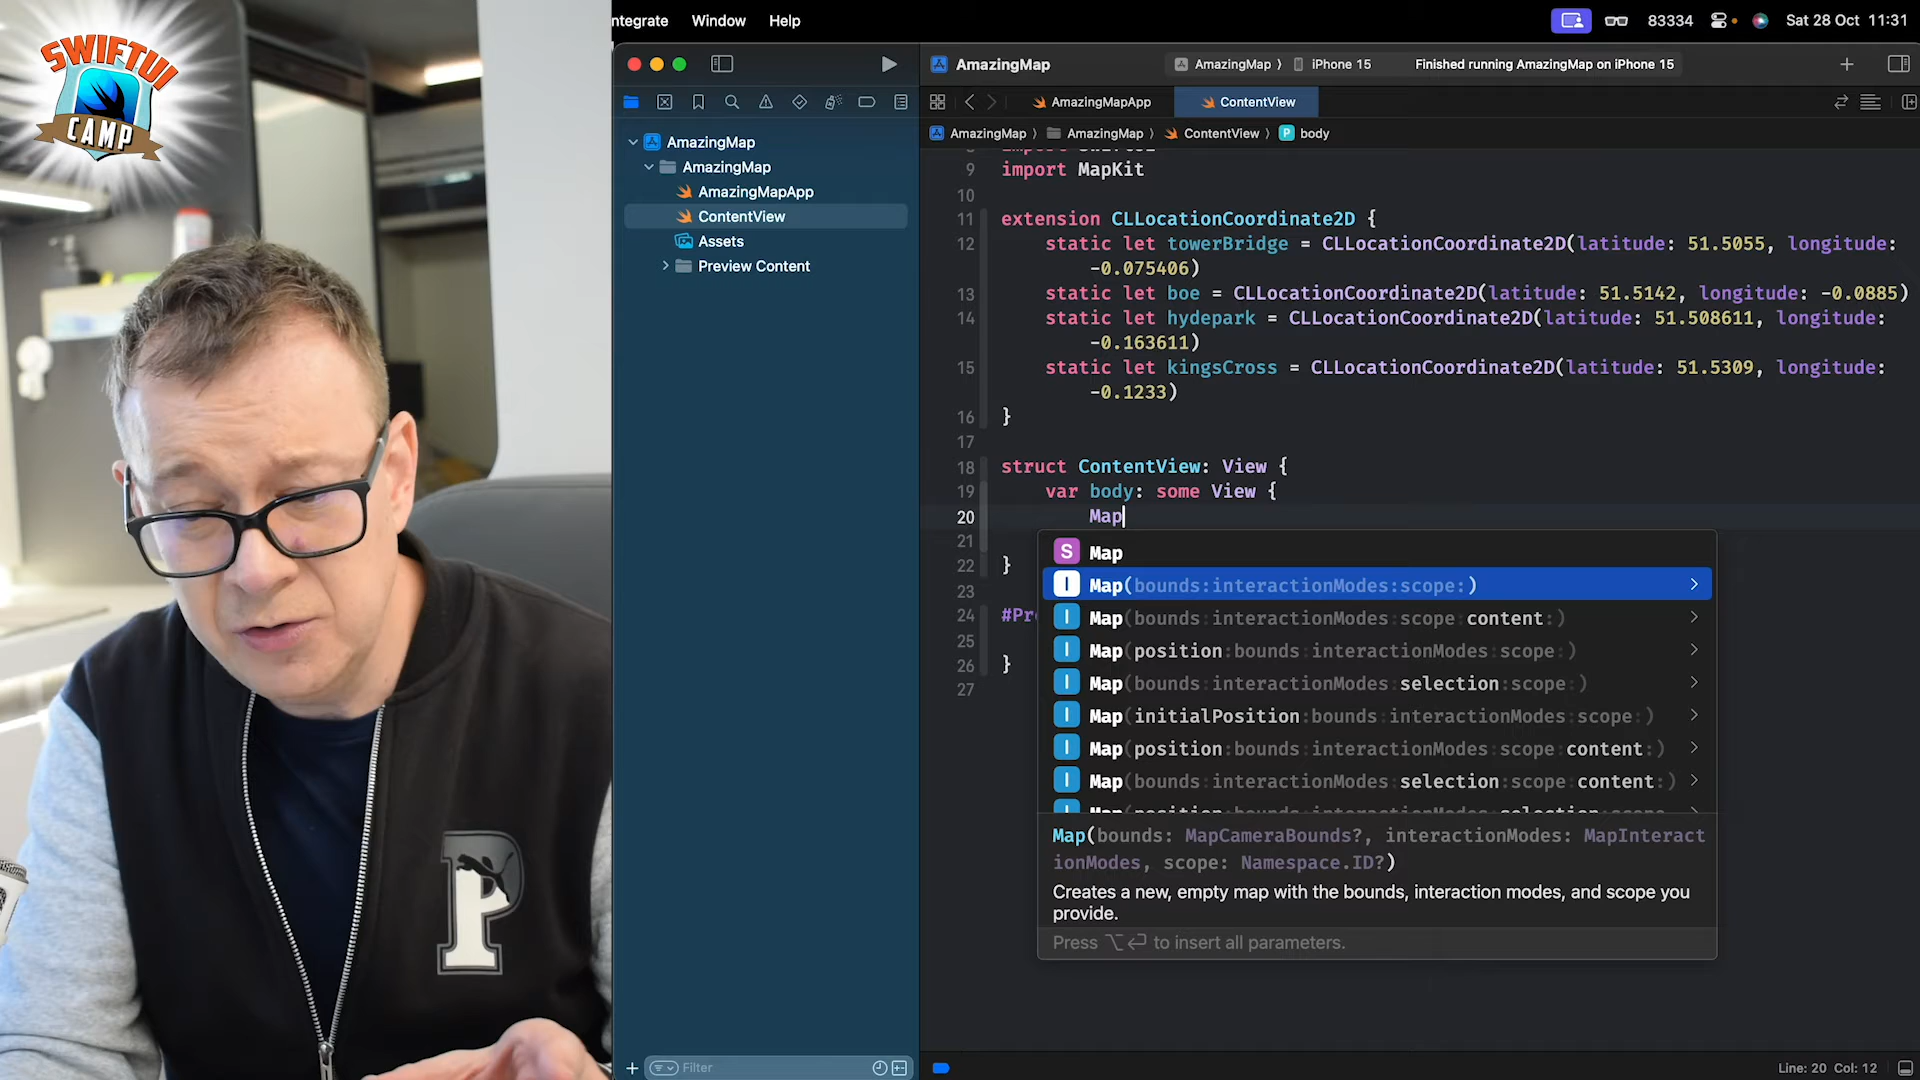 SWIFTUI
CAMP
ntegrate Window Help
83334 Sat 28 Oct 11:31
AmazingMap
AmazingMap
AmazingMapApp
ContentView
Assets
Preview Content
Filter
AmazingMap AmazingMap iPhone 15 Finished running AmazingMap on iPhone 15
AmazingMapApp ContentView
AmazingMap AmazingMap ContentView P body
9 import MapKit
10
11 extension CLLocationCoordinate2D {
12 static let towerBridge = CLLocationCoordinate2D(latitude: 51.5055, longitude:
-0.075406)
13 static let boe = CLLocationCoordinate2D(latitude: 51.5142, longitude: -0.0885)
14 static let hydepark = CLLocationCoordinate2D(latitude: 51.508611, longitude:
-0.163611)
15 static let kingsCross = CLLocationCoordinate2D(latitude: 51.5309, longitude:
-0.1233)
16 }
17
18 struct ContentView: View {
19 var body: some View {
20 Map
21
22 }
23
24 #Pre
25
26 }
27
S Map
I Map(bounds:interactionModes:scope:)
I Map(bounds:interactionModes:scope:content:)
I Map(position:bounds:interactionModes:scope:)
I Map(bounds:interactionModes:selection:scope:)
I Map(initialPosition:bounds:interactionModes:scope:)
I Map(position:bounds:interactionModes:scope:content:)
I Map(bounds:interactionModes:selection:scope:content:)
Map(position:bounds:interactionModes:selection:scope
Map(bounds: MapCameraBounds?, interactionModes: MapInteract
ionModes, scope: Namespace.ID?)
Creates a new, empty map with the bounds, interaction modes, and scope you
provide.
Press ⌥↩ to insert all parameters.
Line: 20 Col: 12
P